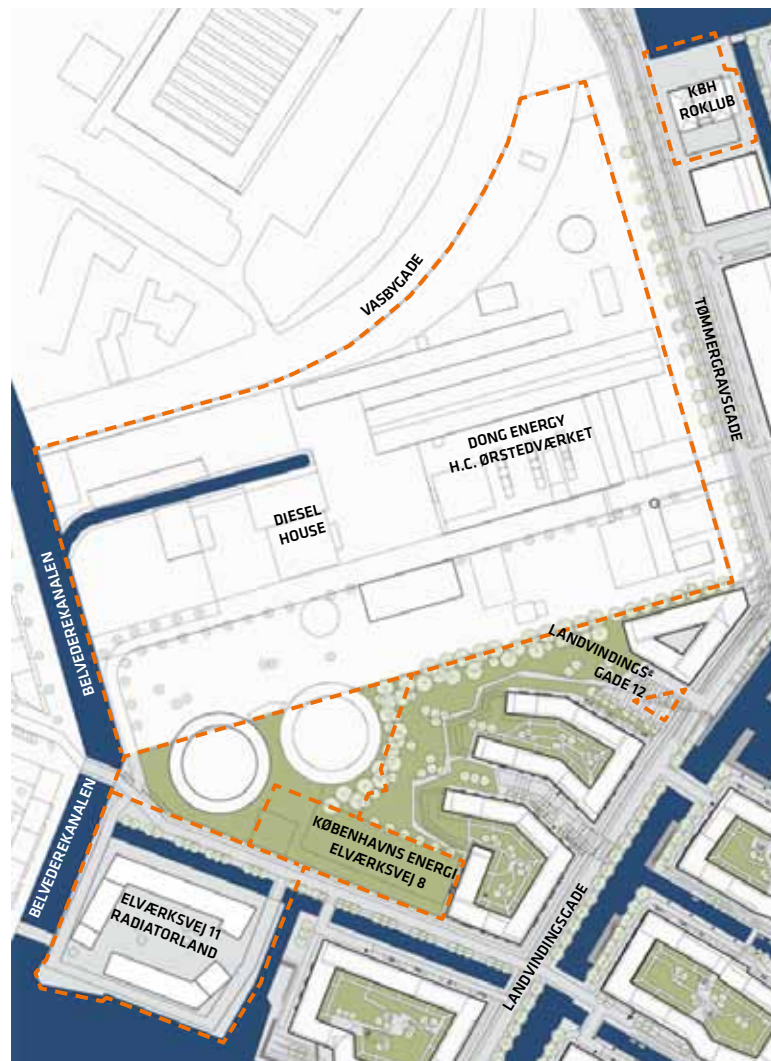 KBH
ROKLUB
VASBYGADE
TØMMERGRAVSGADE
DONG ENERGY
H.C. ØRSTEDVÆRKET
DIESEL
HOUSE
BELVEDEREKANALEN
LANDVINDINGS-
GADE 12
KØBENHAVNS ENERGI
ELVÆRKSVEJ 8
BELVEDEREKANALEN
ELVÆRKSVEJ 11
RADIATORLAND
LANDVINDINGSGADE